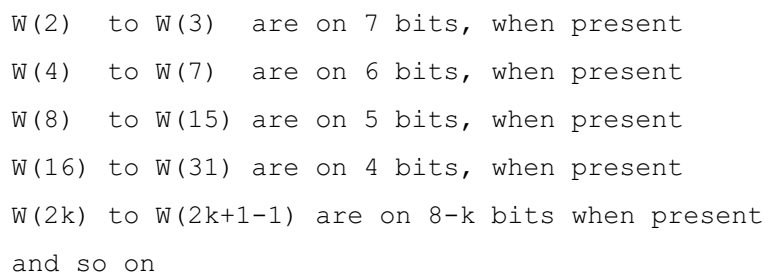 W(2)  to W(3)  are on 7 bits, when present
W(4)  to W(7)  are on 6 bits, when present
W(8)  to W(15) are on 5 bits, when present
W(16) to W(31) are on 4 bits, when present
W(2k) to W(2k+1-1) are on 8-k bits when present
and so on